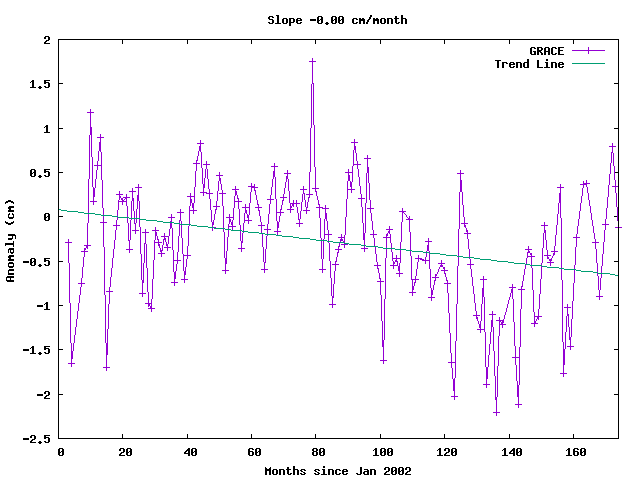 Slope -0.00 cm/month
GRACE
Trend Line
2
1.5
1
0.5
0
-0.5
-1
-1.5
-2
-2.5
Anomaly (cm)
0 20 40 60 80 100 120 140 160
Months since Jan 2002